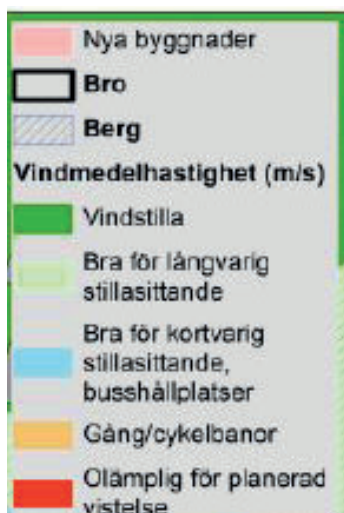 Nya byggnader
Bro
Berg
Vindmedelhastighet (m/s)
Vindstilla
Bra för långvarig
stillasittande
Bra för kortvarig
stillasittande,
busshållplatser
Gång/cykelbanor
Olämplig för planerad
vistelse